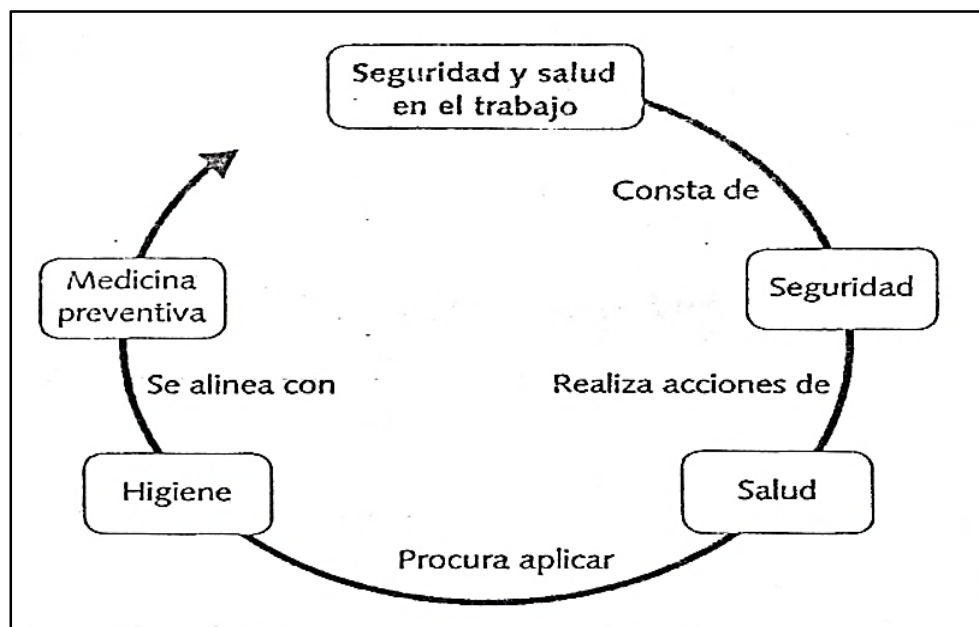 Seguridad y salud
en el trabajo
Consta de
Seguridad
Realiza acciones de
Salud
Procura aplicar
Higiene
Se alinea con
Medicina
preventiva